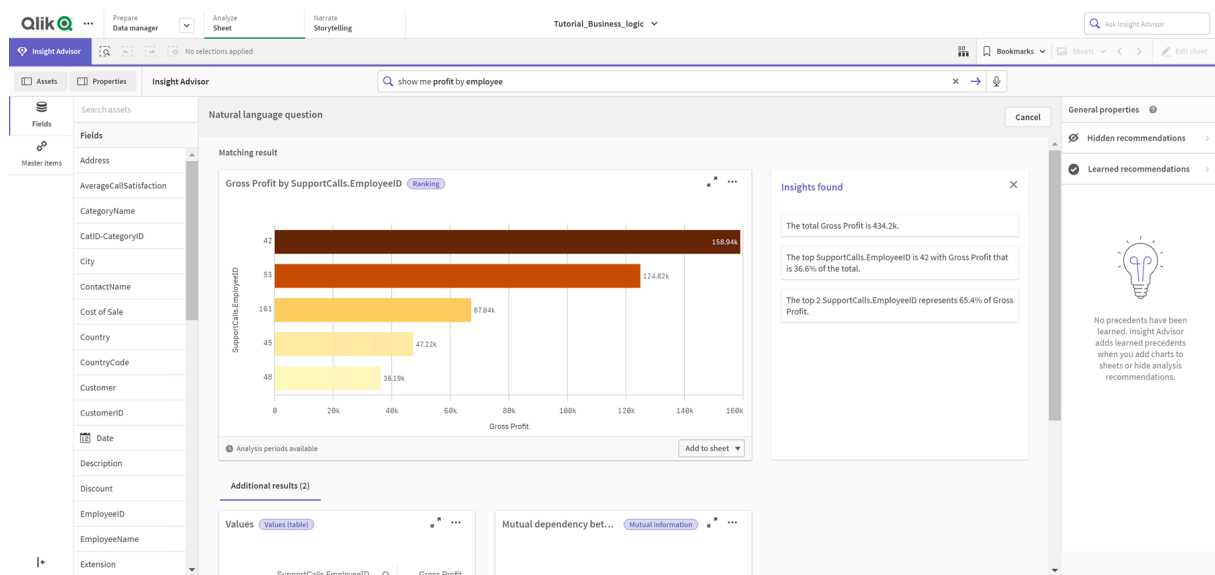 Qlik
Prepare
Data manager
Analyze
Sheet
Narrate
Storytelling
Tutorial_Business_logic
Ask Insight Advisor
Insight Advisor
No selections applied
Bookmarks
Sheets
Edit sheet
Assets
Properties
Insight Advisor
show me profit by employee
Fields
Master items
Search assets
Fields
Address
AverageCallSatisfaction
CategoryName
CatID-CategoryID
City
ContactName
Cost of Sale
Country
CountryCode
Customer
CustomerID
Date
Description
Discount
EmployeeID
EmployeeName
Extension
Natural language question
Cancel
Matching result
Gross Profit by SupportCalls.EmployeeID
Ranking
SupportCalls.EmployeeID
42
158.94k
53
124.82k
161
67.04k
45
47.22k
48
36.19k
0 20k 40k 60k 80k 100k 120k 140k 160k
Gross Profit
Analysis periods available
Add to sheet
Insights found
The total Gross Profit is 434.2k.
The top SupportCalls.EmployeeID is 42 with Gross Profit that
is 36.6% of the total.
The top 2 SupportCalls.EmployeeID represents 65.4% of Gross
Profit.
Additional results (2)
Values
Values (table)
SupportCalls.EmployeeID
Gross Profit
Mutual dependency bet...
Mutual information
General properties
Hidden recommendations
Learned recommendations
No precedents have been
learned. Insight Advisor
adds learned precedents
when you add charts to
sheets or hide analysis
recommendations.